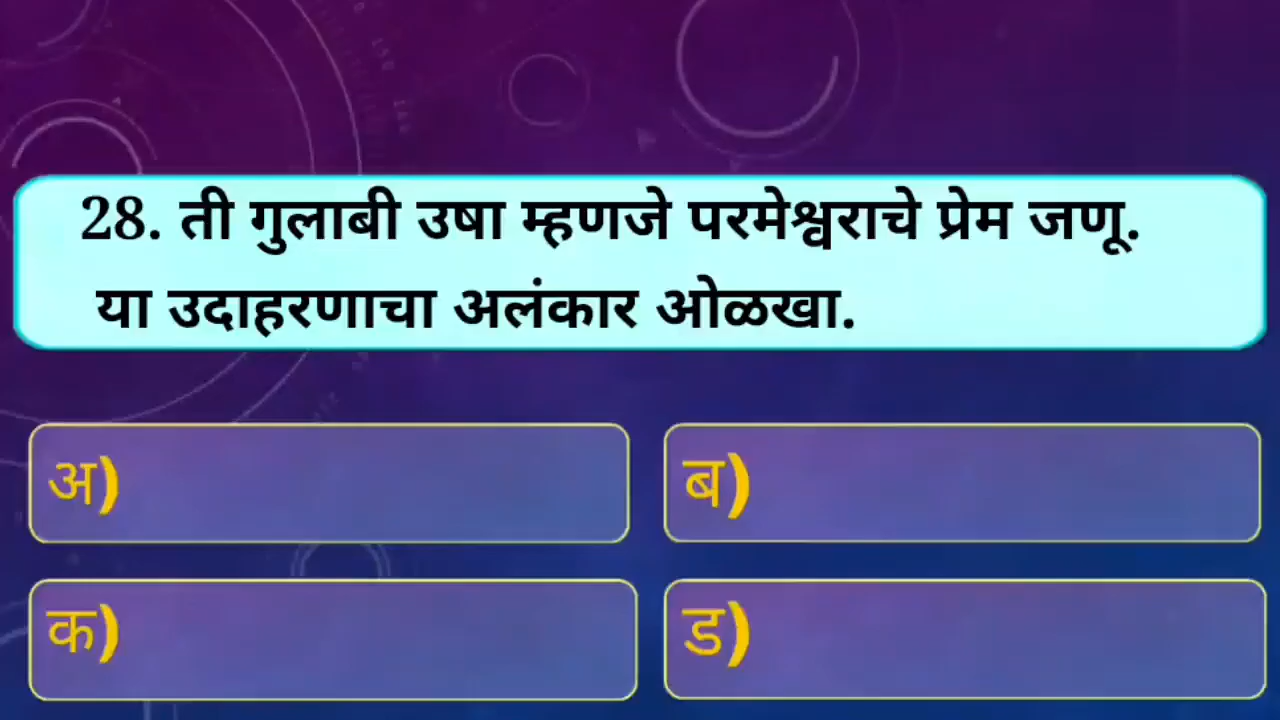 28. ती गुलाबी उषा म्हणजे परमेश्वराचे प्रेम जणू.
या उदाहरणाचा अलंकार ओळखा.
अ)
ब)
क)
ड)